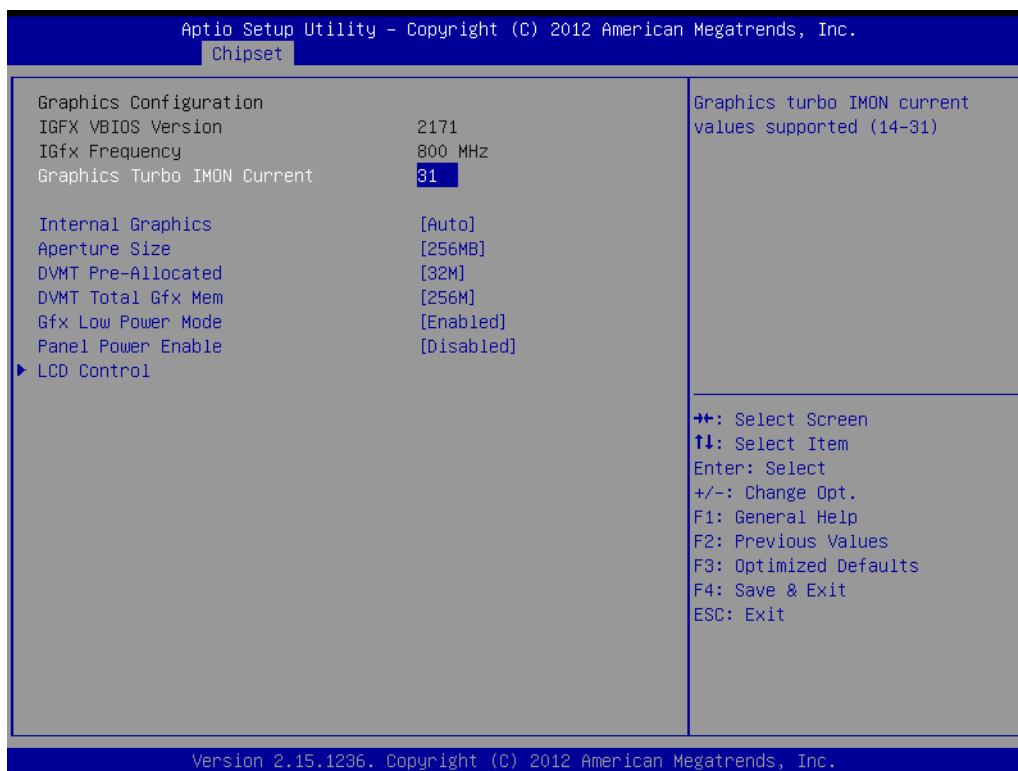 Aptio Setup Utility – Copyright (C) 2012 American Megatrends, Inc.
Chipset
Graphics Configuration
IGFX VBIOS Version 2171
IGfx Frequency 800 MHz
Graphics Turbo IMON Current 31
Internal Graphics [Auto]
Aperture Size [256MB]
DVMT Pre-Allocated [32M]
DVMT Total Gfx Mem [256M]
Gfx Low Power Mode [Enabled]
Panel Power Enable [Disabled]
▶ LCD Control
Graphics turbo IMON current
values supported (14-31)
→←: Select Screen
↑↓: Select Item
Enter: Select
+/-: Change Opt.
F1: General Help
F2: Previous Values
F3: Optimized Defaults
F4: Save & Exit
ESC: Exit
Version 2.15.1236. Copyright (C) 2012 American Megatrends, Inc.